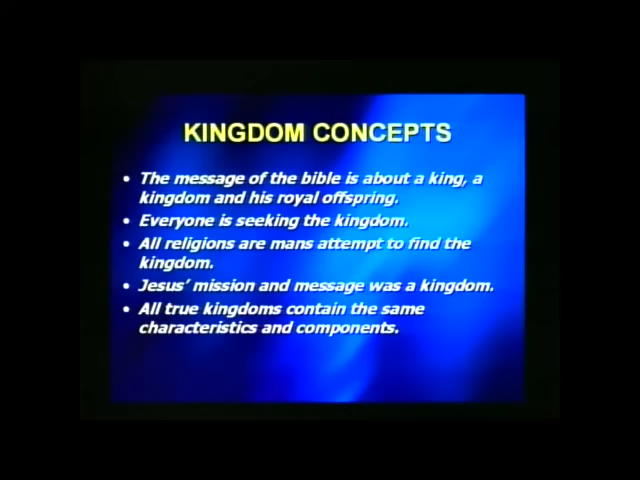 KINGDOM CONCEPTS
• The message of the bible is about a king, a
kingdom and his royal offspring.
• Everyone is seeking the kingdom.
• All religions are mans attempt to find the
kingdom.
• Jesus' mission and message was a kingdom.
• All true kingdoms contain the same
characteristics and components.